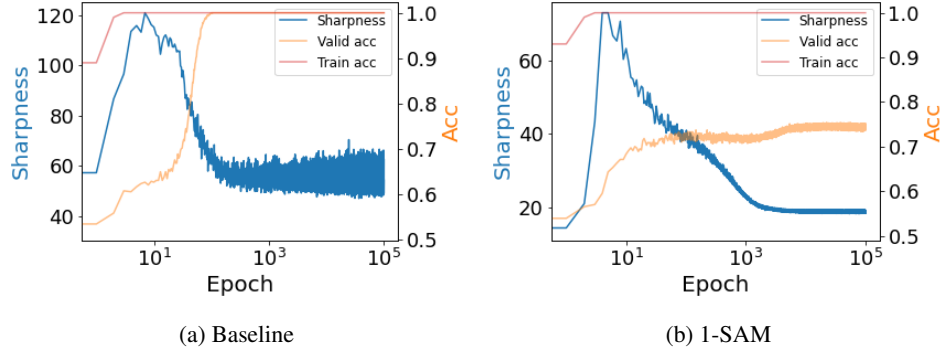 120
100
80
60
40
Sharpness
Sharpness
Valid acc
Train acc
1.0
0.9
0.8
0.7
0.6
0.5
Acc
10^1
10^3
10^5
Epoch
(a) Baseline
60
40
20
Sharpness
Sharpness
Valid acc
Train acc
1.0
0.9
0.8
0.7
0.6
0.5
Acc
10^1
10^3
10^5
Epoch
(b) 1-SAM